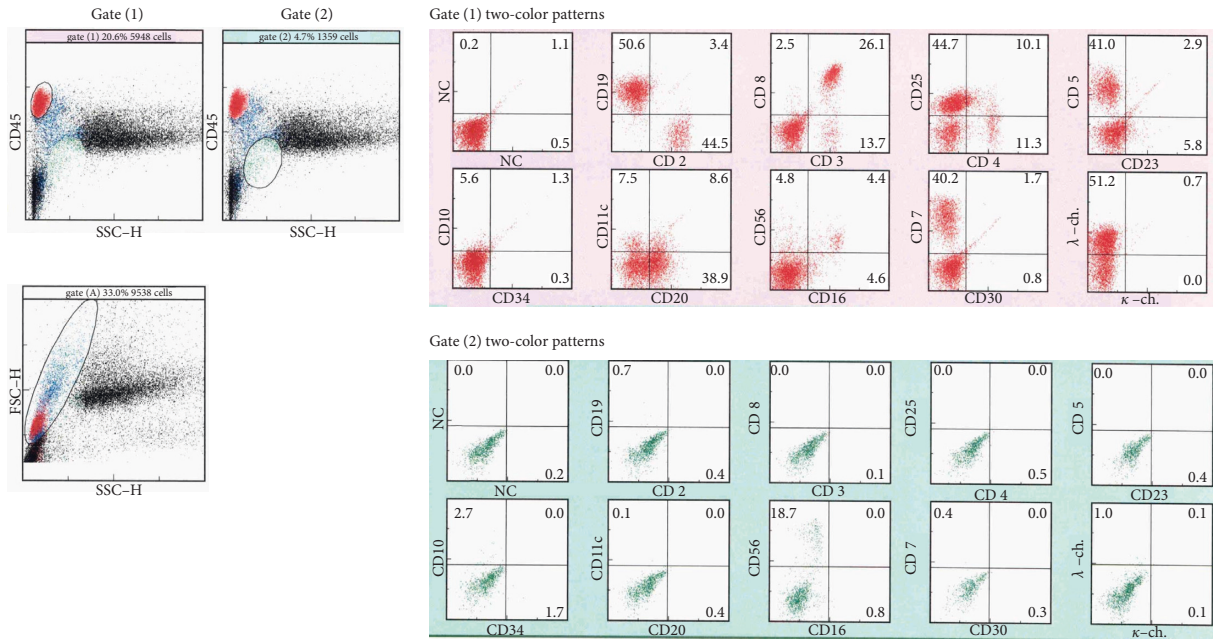 Gate (1)
Gate (2)
gate (1) 20.6% 5948 cells
gate (2) 4.7% 1359 cells
CD45
SSC–H
CD45
SSC–H
gate (A) 33.0% 9538 cells
FSC–H
SSC–H
Gate (1) two-color patterns
0.2 1.1
NC
0.5
NC
50.6 3.4
CD19
44.5
CD 2
2.5 26.1
CD 8
13.7
CD 3
44.7 10.1
CD25
11.3
CD 4
41.0 2.9
CD 5
5.8
CD23
5.6 1.3
CD10
0.3
CD34
7.5 8.6
CD11c
38.9
CD20
4.8 4.4
CD56
4.6
CD16
40.2 1.7
CD 7
0.8
CD30
51.2 0.7
λ –ch.
0.0
κ –ch.
Gate (2) two-color patterns
0.0 0.0
NC
0.2
NC
0.7 0.0
CD19
0.4
CD 2
0.0 0.0
CD 8
0.1
CD 3
0.0 0.0
CD25
0.5
CD 4
0.0 0.0
CD 5
0.4
CD23
2.7 0.0
CD10
1.7
CD34
0.1 0.0
CD11c
0.4
CD20
18.7 0.0
CD56
0.8
CD16
0.4 0.0
CD 7
0.3
CD30
1.0 0.1
λ –ch.
0.1
κ –ch.